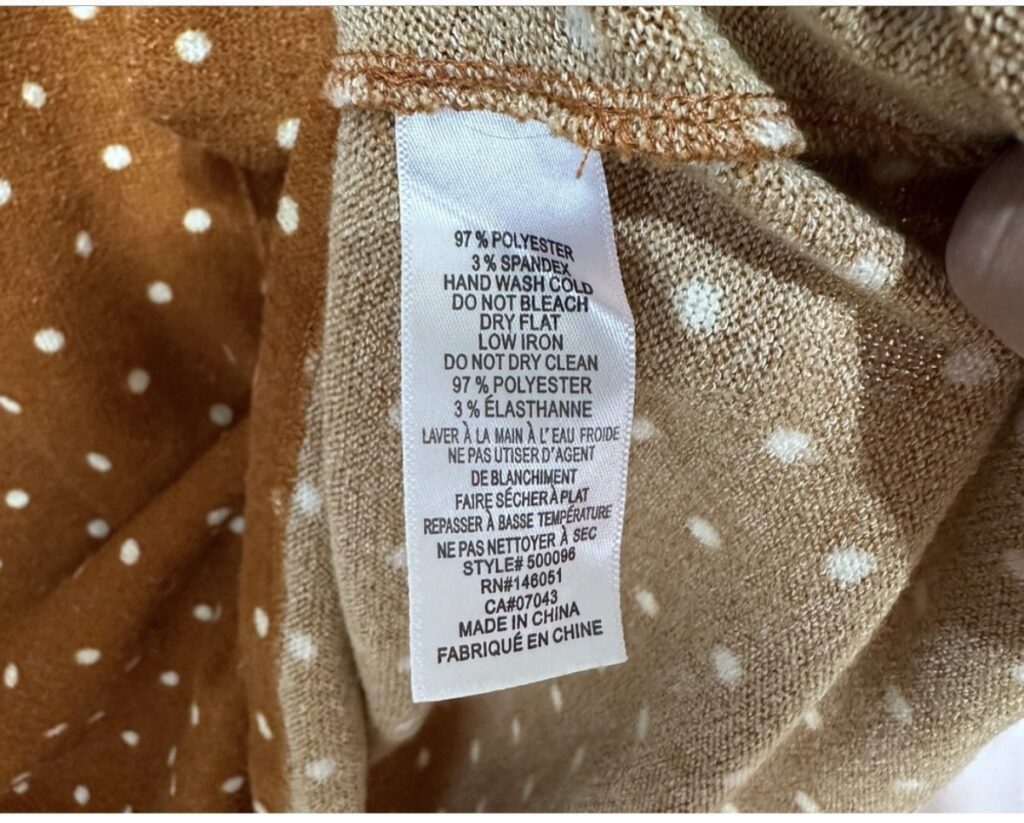 97 % POLYESTER
3 % SPANDEX
HAND WASH COLD
DO NOT BLEACH
DRY FLAT
LOW IRON
DO NOT DRY CLEAN
97 % POLYESTER
3 % ÉLASTHANNE
LAVER À LA MAIN À L'EAU FROIDE
NE PAS UTISER D'AGENT
DE BLANCHIMENT
FAIRE SÉCHER À PLAT
REPASSER À BASSE TEMPÉRATURE
NE PAS NETTOYER À SEC
STYLE# 500096
RN#146051
CA#07043
MADE IN CHINA
FABRIQUÉ EN CHINE